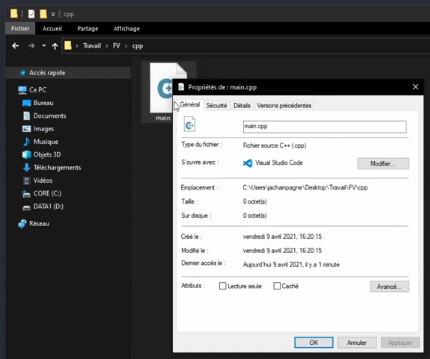 cpp
Fichier Accueil Partage Affichage
Travail FV cpp
Accès rapide
Ce PC
Bureau
Documents
Images
Musique
Objets 3D
Téléchargements
Vidéos
CORE (C:)
DATA1 (D:)
Réseau
main.
Propriétés de : main.cpp
Général Sécurité Détails Versions précédentes
main.cpp
Type du fichier : Fichier source C++ (.cpp)
S'ouvre avec : Visual Studio Code Modifier...
Emplacement : C:\Users\jachampagne\Desktop\Travail\FV\cpp
Taille : 0 octet(s)
Sur disque : 0 octet(s)
Créé le : vendredi 9 avril 2021, 16:20:15
Modifié le : vendredi 9 avril 2021, 16:20:15
Dernier accès le : Aujourd'hui 9 avril 2021, il y a 1 minute
Attributs : Lecture seule Caché Avancé...
OK Annuler Appliquer